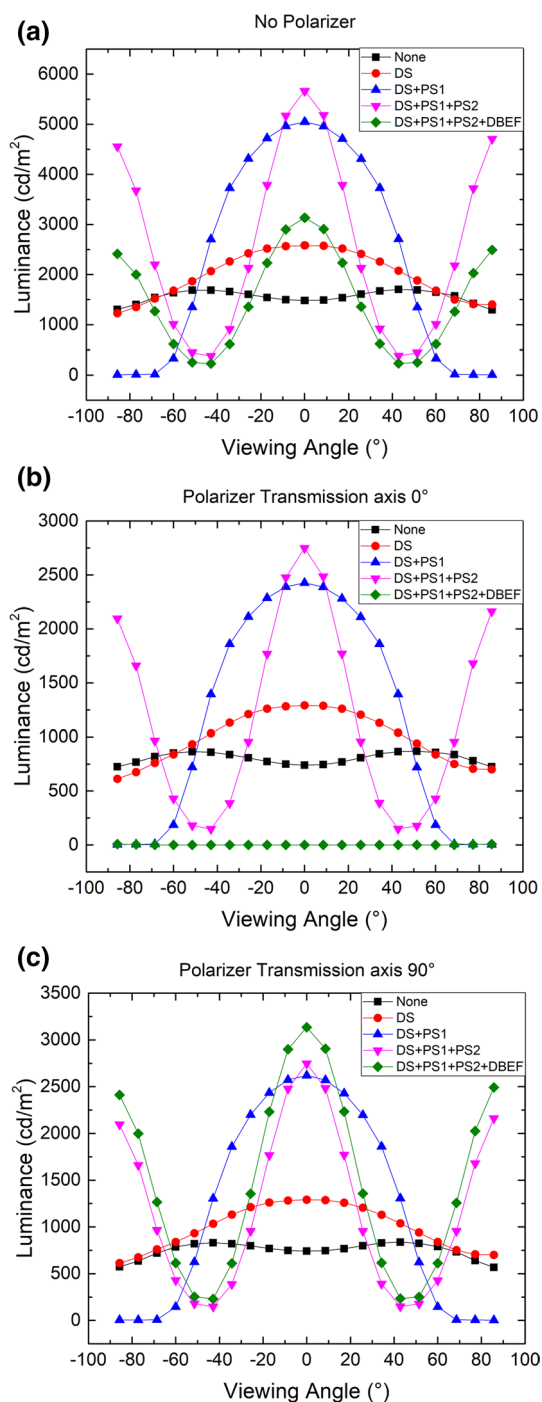 (a)
No Polarizer
None
DS
DS+PS1
DS+PS1+PS2
DS+PS1+PS2+DBEF
Luminance (cd/m²)
6000
5000
4000
3000
2000
1000
0
-100 -80 -60 -40 -20 0 20 40 60 80 100
Viewing Angle (°)
(b)
Polarizer Transmission axis 0°
None
DS
DS+PS1
DS+PS1+PS2
DS+PS1+PS2+DBEF
Luminance (cd/m²)
3000
2500
2000
1500
1000
500
0
-100 -80 -60 -40 -20 0 20 40 60 80 100
Viewing Angle (°)
(c)
Polarizer Transmission axis 90°
None
DS
DS+PS1
DS+PS1+PS2
DS+PS1+PS2+DBEF
Luminance (cd/m²)
3500
3000
2500
2000
1500
1000
500
0
-100 -80 -60 -40 -20 0 20 40 60 80 100
Viewing Angle (°)